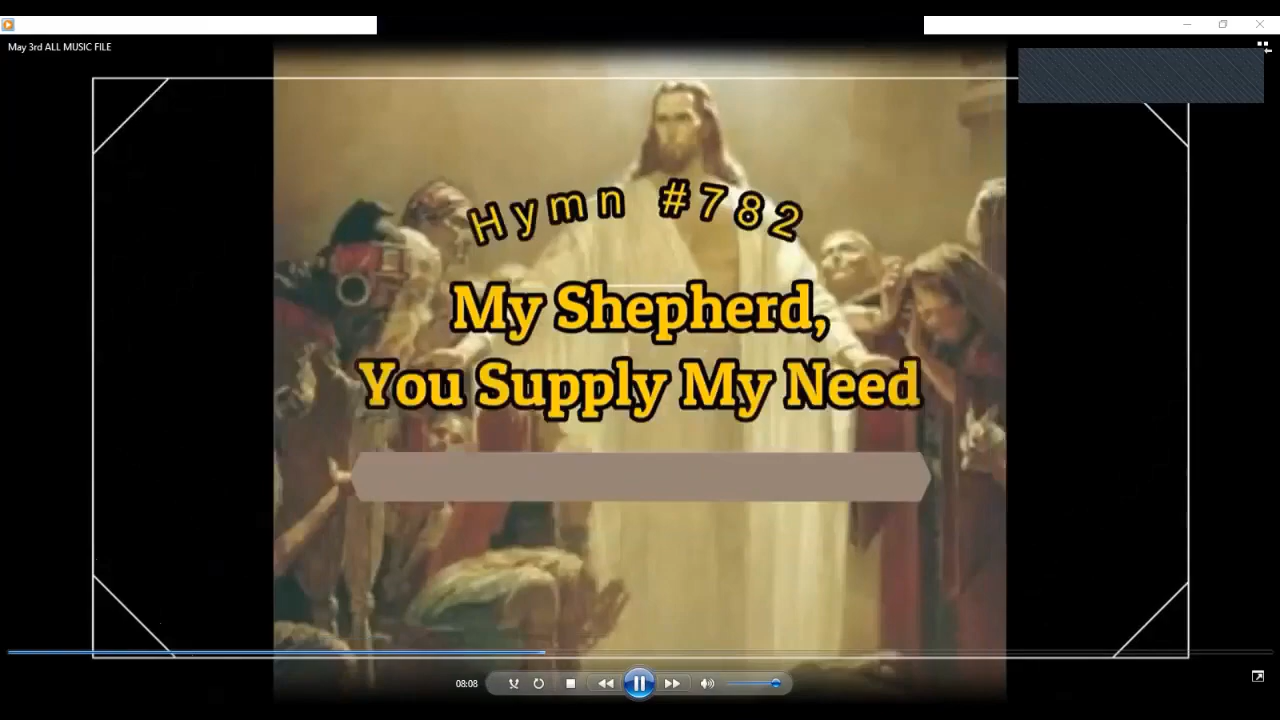 May 3rd ALL MUSIC FILE
Hymn #782
My Shepherd,
You Supply My Need
08:08